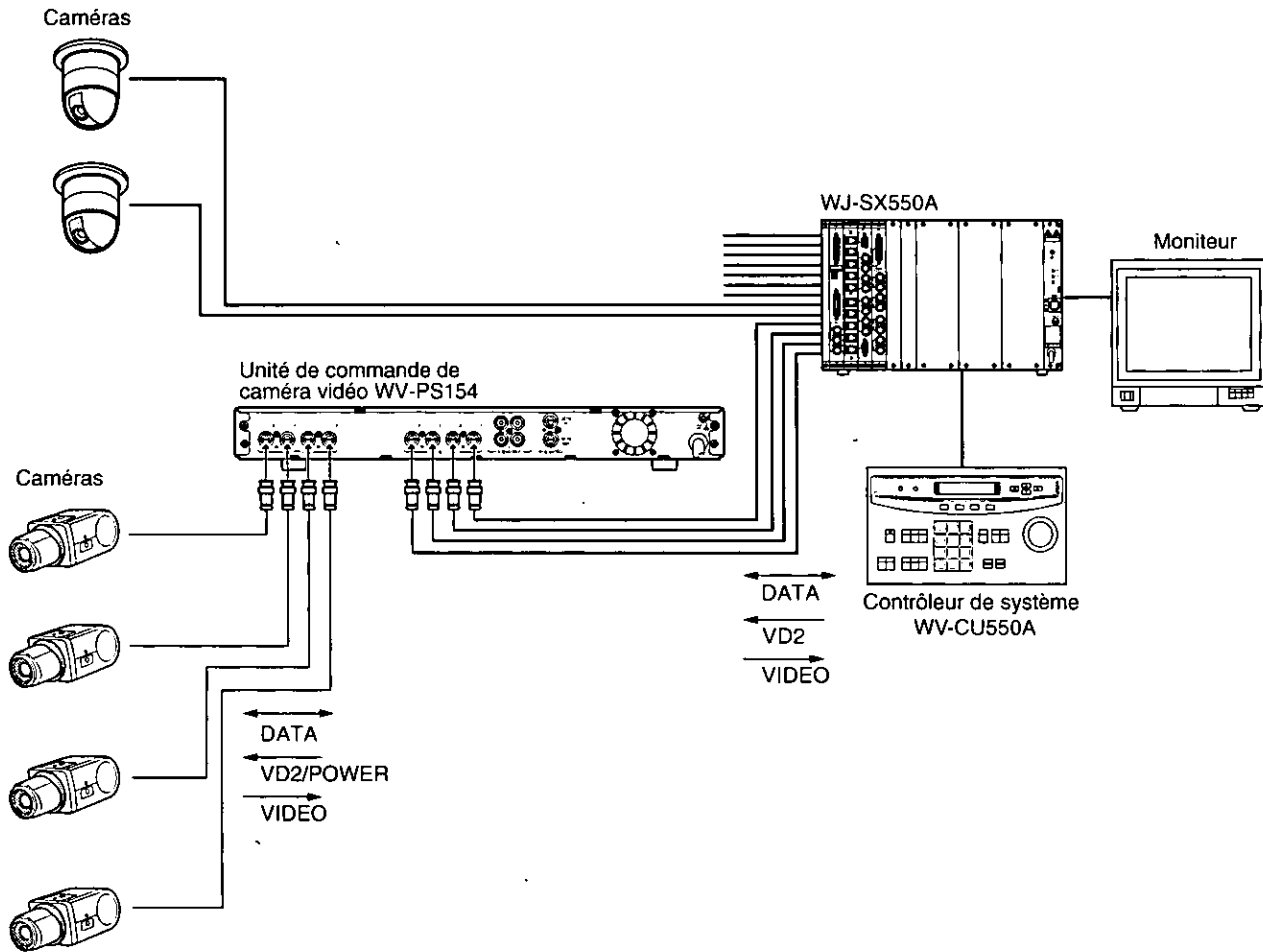 Caméras
WJ-SX550A
Moniteur
Unité de commande de
caméra vidéo WV-PS154
Caméras
Contrôleur de système
WV-CU550A
DATA
VD2
VIDEO
DATA
VD2/POWER
VIDEO